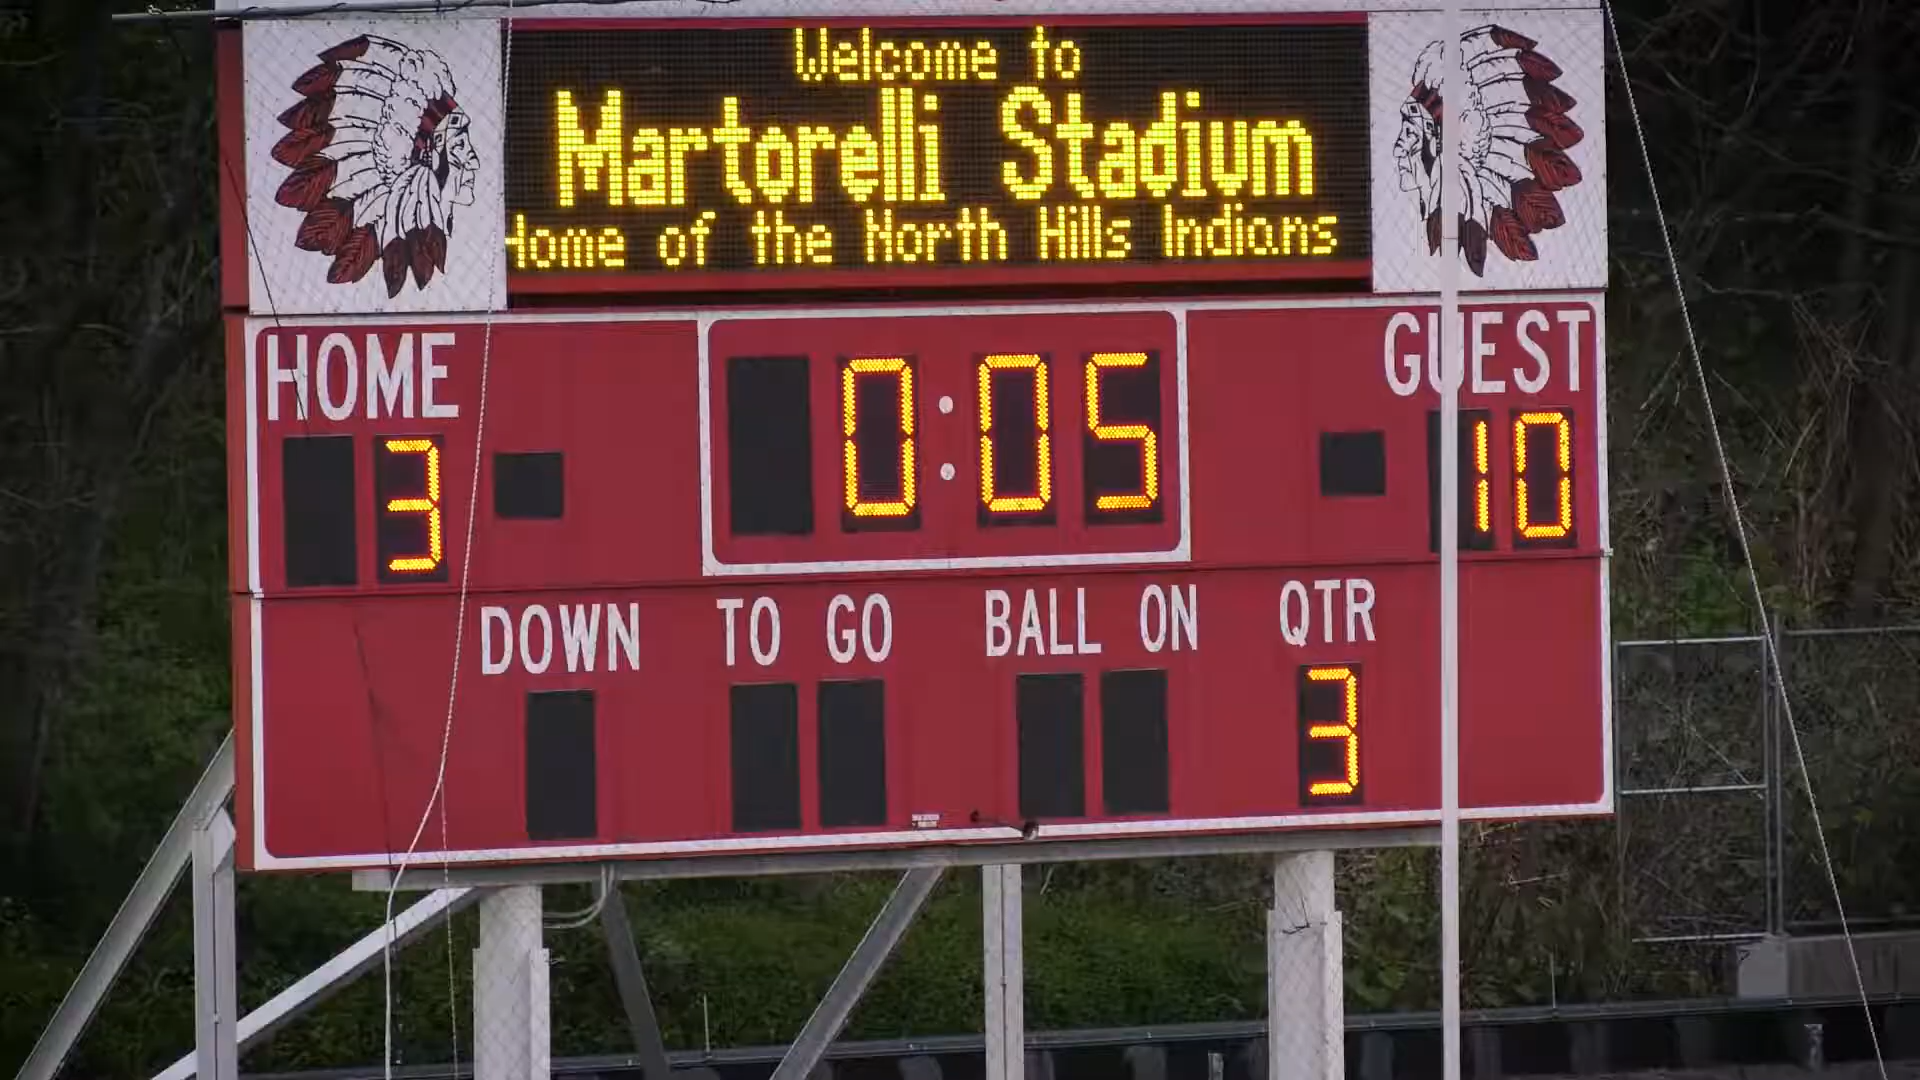 Welcome to
Martorelli Stadium
Home of the North Hills Indians
HOME GUEST
3 0:05 10
DOWN TO GO BALL ON QTR
3